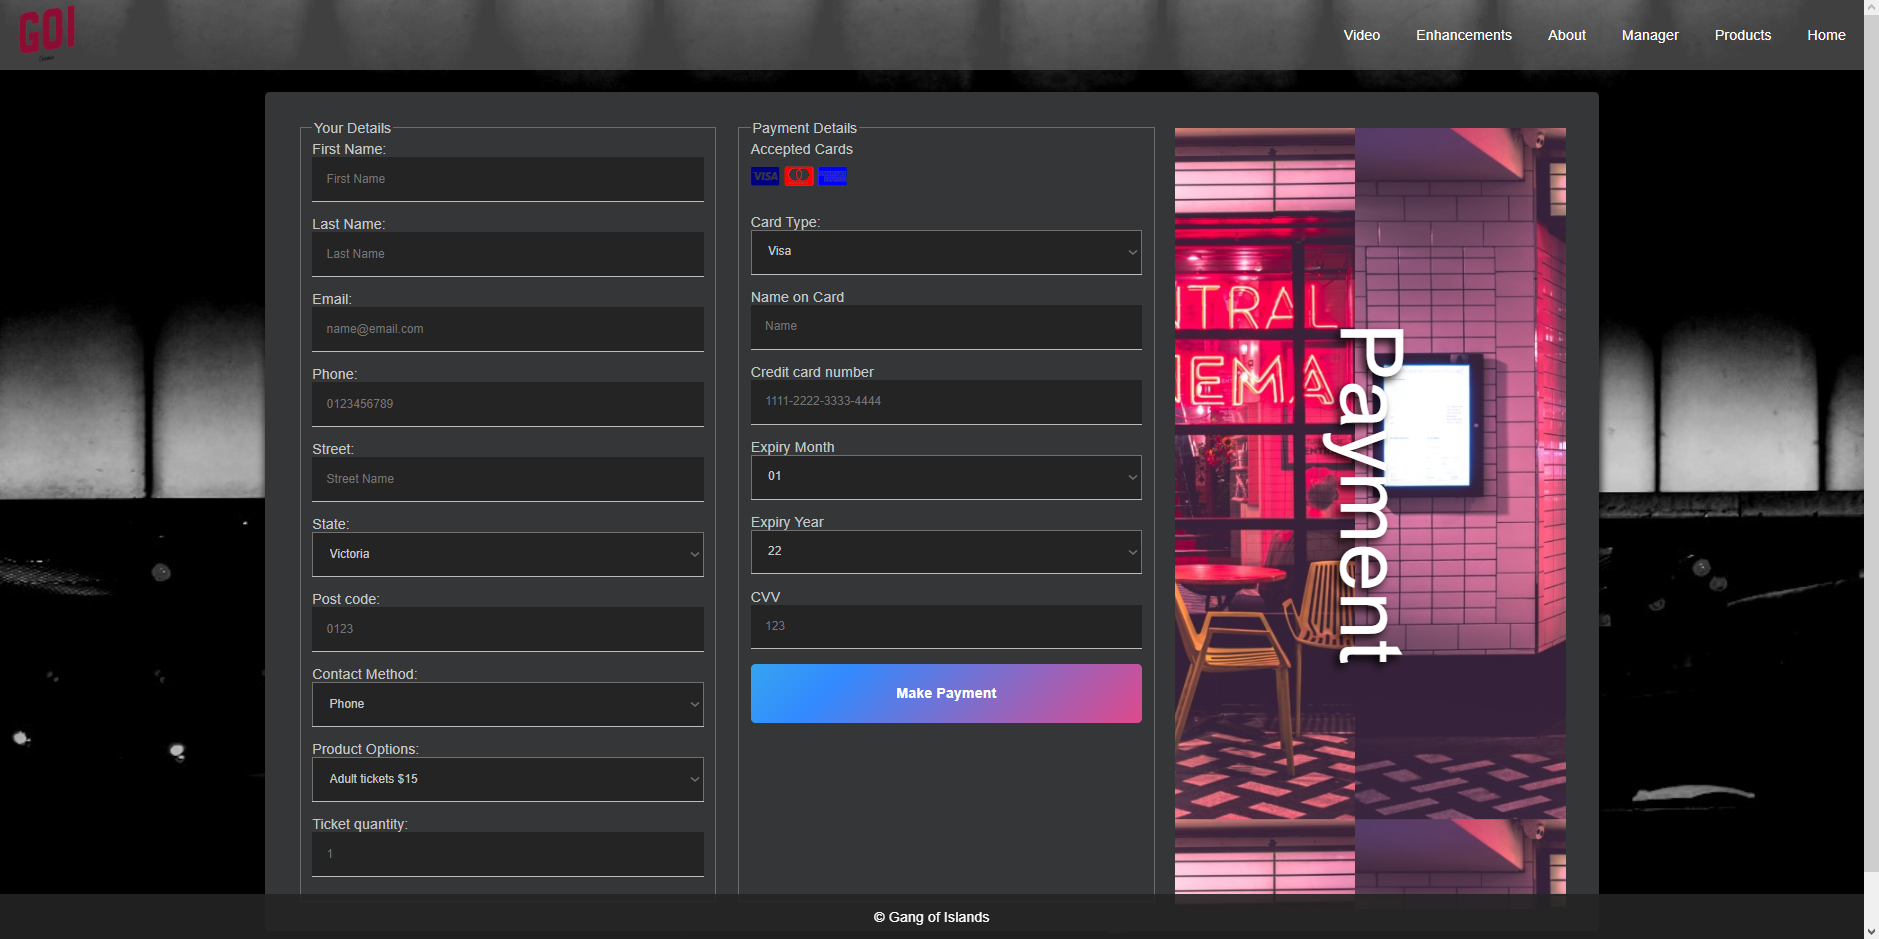 GOI
Video
Enhancements
About
Manager
Products
Home
Your Details
First Name:
First Name
Last Name:
Last Name
Email:
name@email.com
Phone:
0123456789
Street:
Street Name
State:
Victoria
Post code:
0123
Contact Method:
Phone
Product Options:
Adult tickets $15
Ticket quantity:
1
Payment Details
Accepted Cards
VISA
Card Type:
Visa
Name on Card
Name
Credit card number
1111-2222-3333-4444
Expiry Month
01
Expiry Year
22
CVV
123
Make Payment
NTRAL
NEMA
Payment
© Gang of Islands